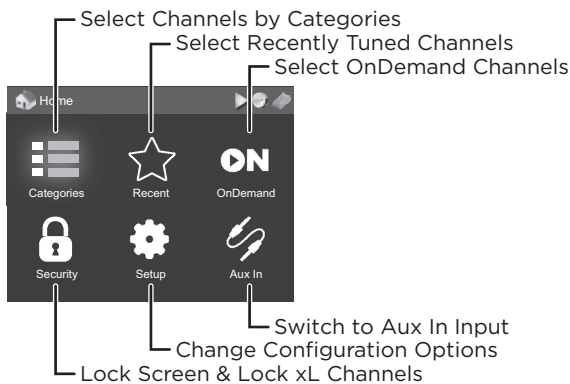 Select Channels by Categories
Select Recently Tuned Channels
Select OnDemand Channels
Home
ON
Categories
Recent
OnDemand
Security
Setup
Aux In
Switch to Aux In Input
Change Configuration Options
Lock Screen & Lock xL Channels